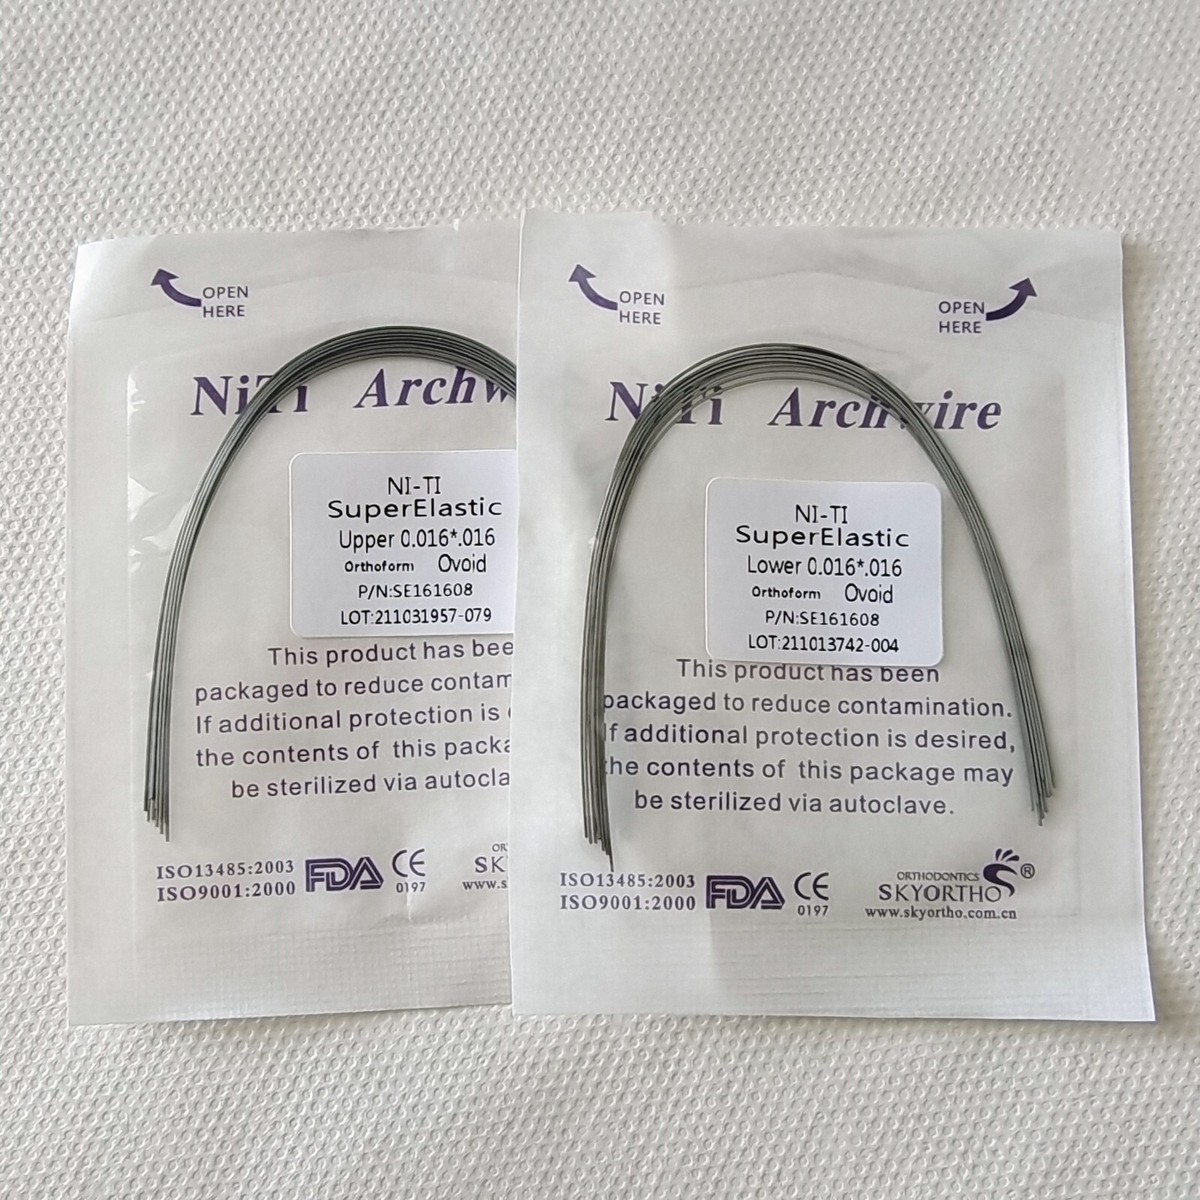 OPEN
HERE
NiTi Archw
NI-TI
SuperElastic
Upper 0.016*.016
Orthoform Ovoid
P/N:SE161608
LOT:211031957-079
This product has bee
packaged to reduce contam
If additional protection is
the contents of this packa
be sterilized via autocla
ISO13485:2003
ISO9001:2000
FDA
CE
0197
OR
SK
www.s
OPEN
HERE
OPEN
HERE
NiTi Archwire
NI-TI
SuperElastic
Lower 0.016*.016
Orthoform Ovoid
P/N:SE161608
LOT:211013742-004
This product has been
packaged to reduce contamination.
If additional protection is desired,
the contents of this package may
be sterilized via autoclave.
ISO13485:2003
ISO9001:2000
FDA
CE
0197
ORTHODONTICS
SKYORTHO ®
www.skyortho.com.cn